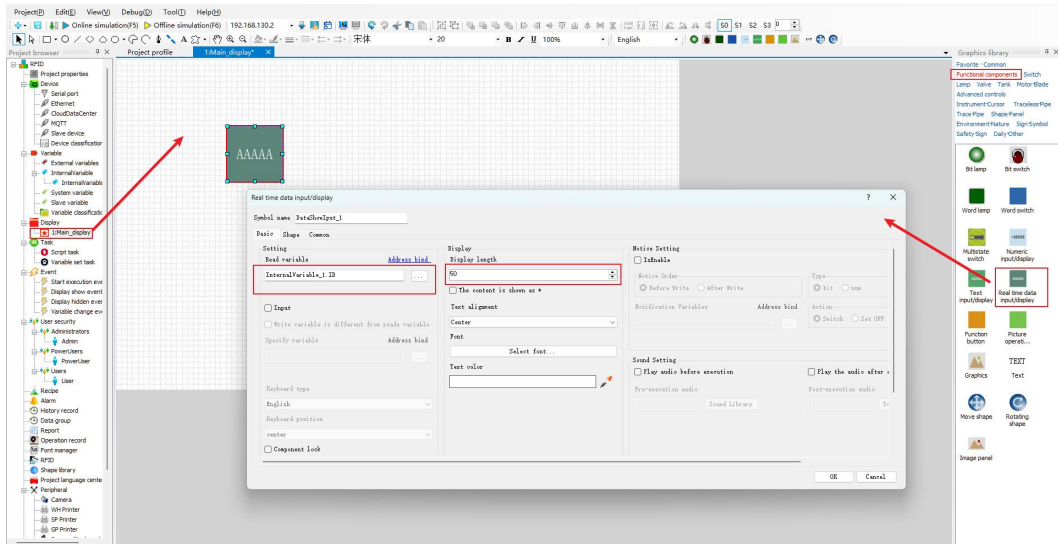 Project(P) Edit(E) View(V) Debug(D) Tool(T) Help(H)
Online simulation(F5) Offline simulation(F6) 192.168.130.2 S0 S1 S2 S3 0
A 宋体 20 B I U 100% English
Project browser
Project profile
1:Main_display*
Graphics library
RFID
Project properties
Device
Serial port
Ethernet
CloudDataCenter
MQTT
Slave device
Device classification
Variable
External variables
InternalVariable
InternalVariable
System variable
Slave variable
Variable classificatic
Display
1:Main_display
Task
Script task
Variable set task
Event
Start execution eve
Display show event
Display hidden ever
Variable change eve
User security
Administrators
Admin
PowerUsers
PowerUser
Users
User
Recipe
Alarm
History record
Data group
Report
Operation record
Font manager
RFID
Shape library
Project language cente
Peripheral
Camera
WH Printer
SP Printer
GP Printer
AAAAA
Real time data input/display
Symbol name DataShowIput_1
Basic Shape Common
Setting
Read variable Address bind
InternalVariable_1.ID ...
Input
Write variable is different from reads variable
Specify variable Address bind
...
Keyboard type
English
Keyboard position
center
Component lock
Display
Display length
50
The content is shown as *
Text alignment
Center
Font
Select font...
Text color
Notice Setting
IsEnable
Notice Order
Before Write After Write
Type
bit num
Notification Variables Address bind
...
Action
Switch Set OFF
Sound Setting
Play audio before execution
Play the audio after
Pre-execution audio
Post-execution audio
Sound Library
So
OK Cancel
Favorite Common
Functional components Switch
Lamp Valve Tank Motor Blade
Advanced controls
Instrument Cursor Traceless Pipe
Trace Pipe Shape Panel
Environment Nature Sign Symbol
Safety Sign Daily Other
Bit lamp
Bit switch
Word lamp
Word switch
Multistate switch
Numeric input/display
Text input/display
Real time data input/display
Function button
Picture operati...
Graphics
TEXT
Text
Move shape
Rotating shape
Image panel